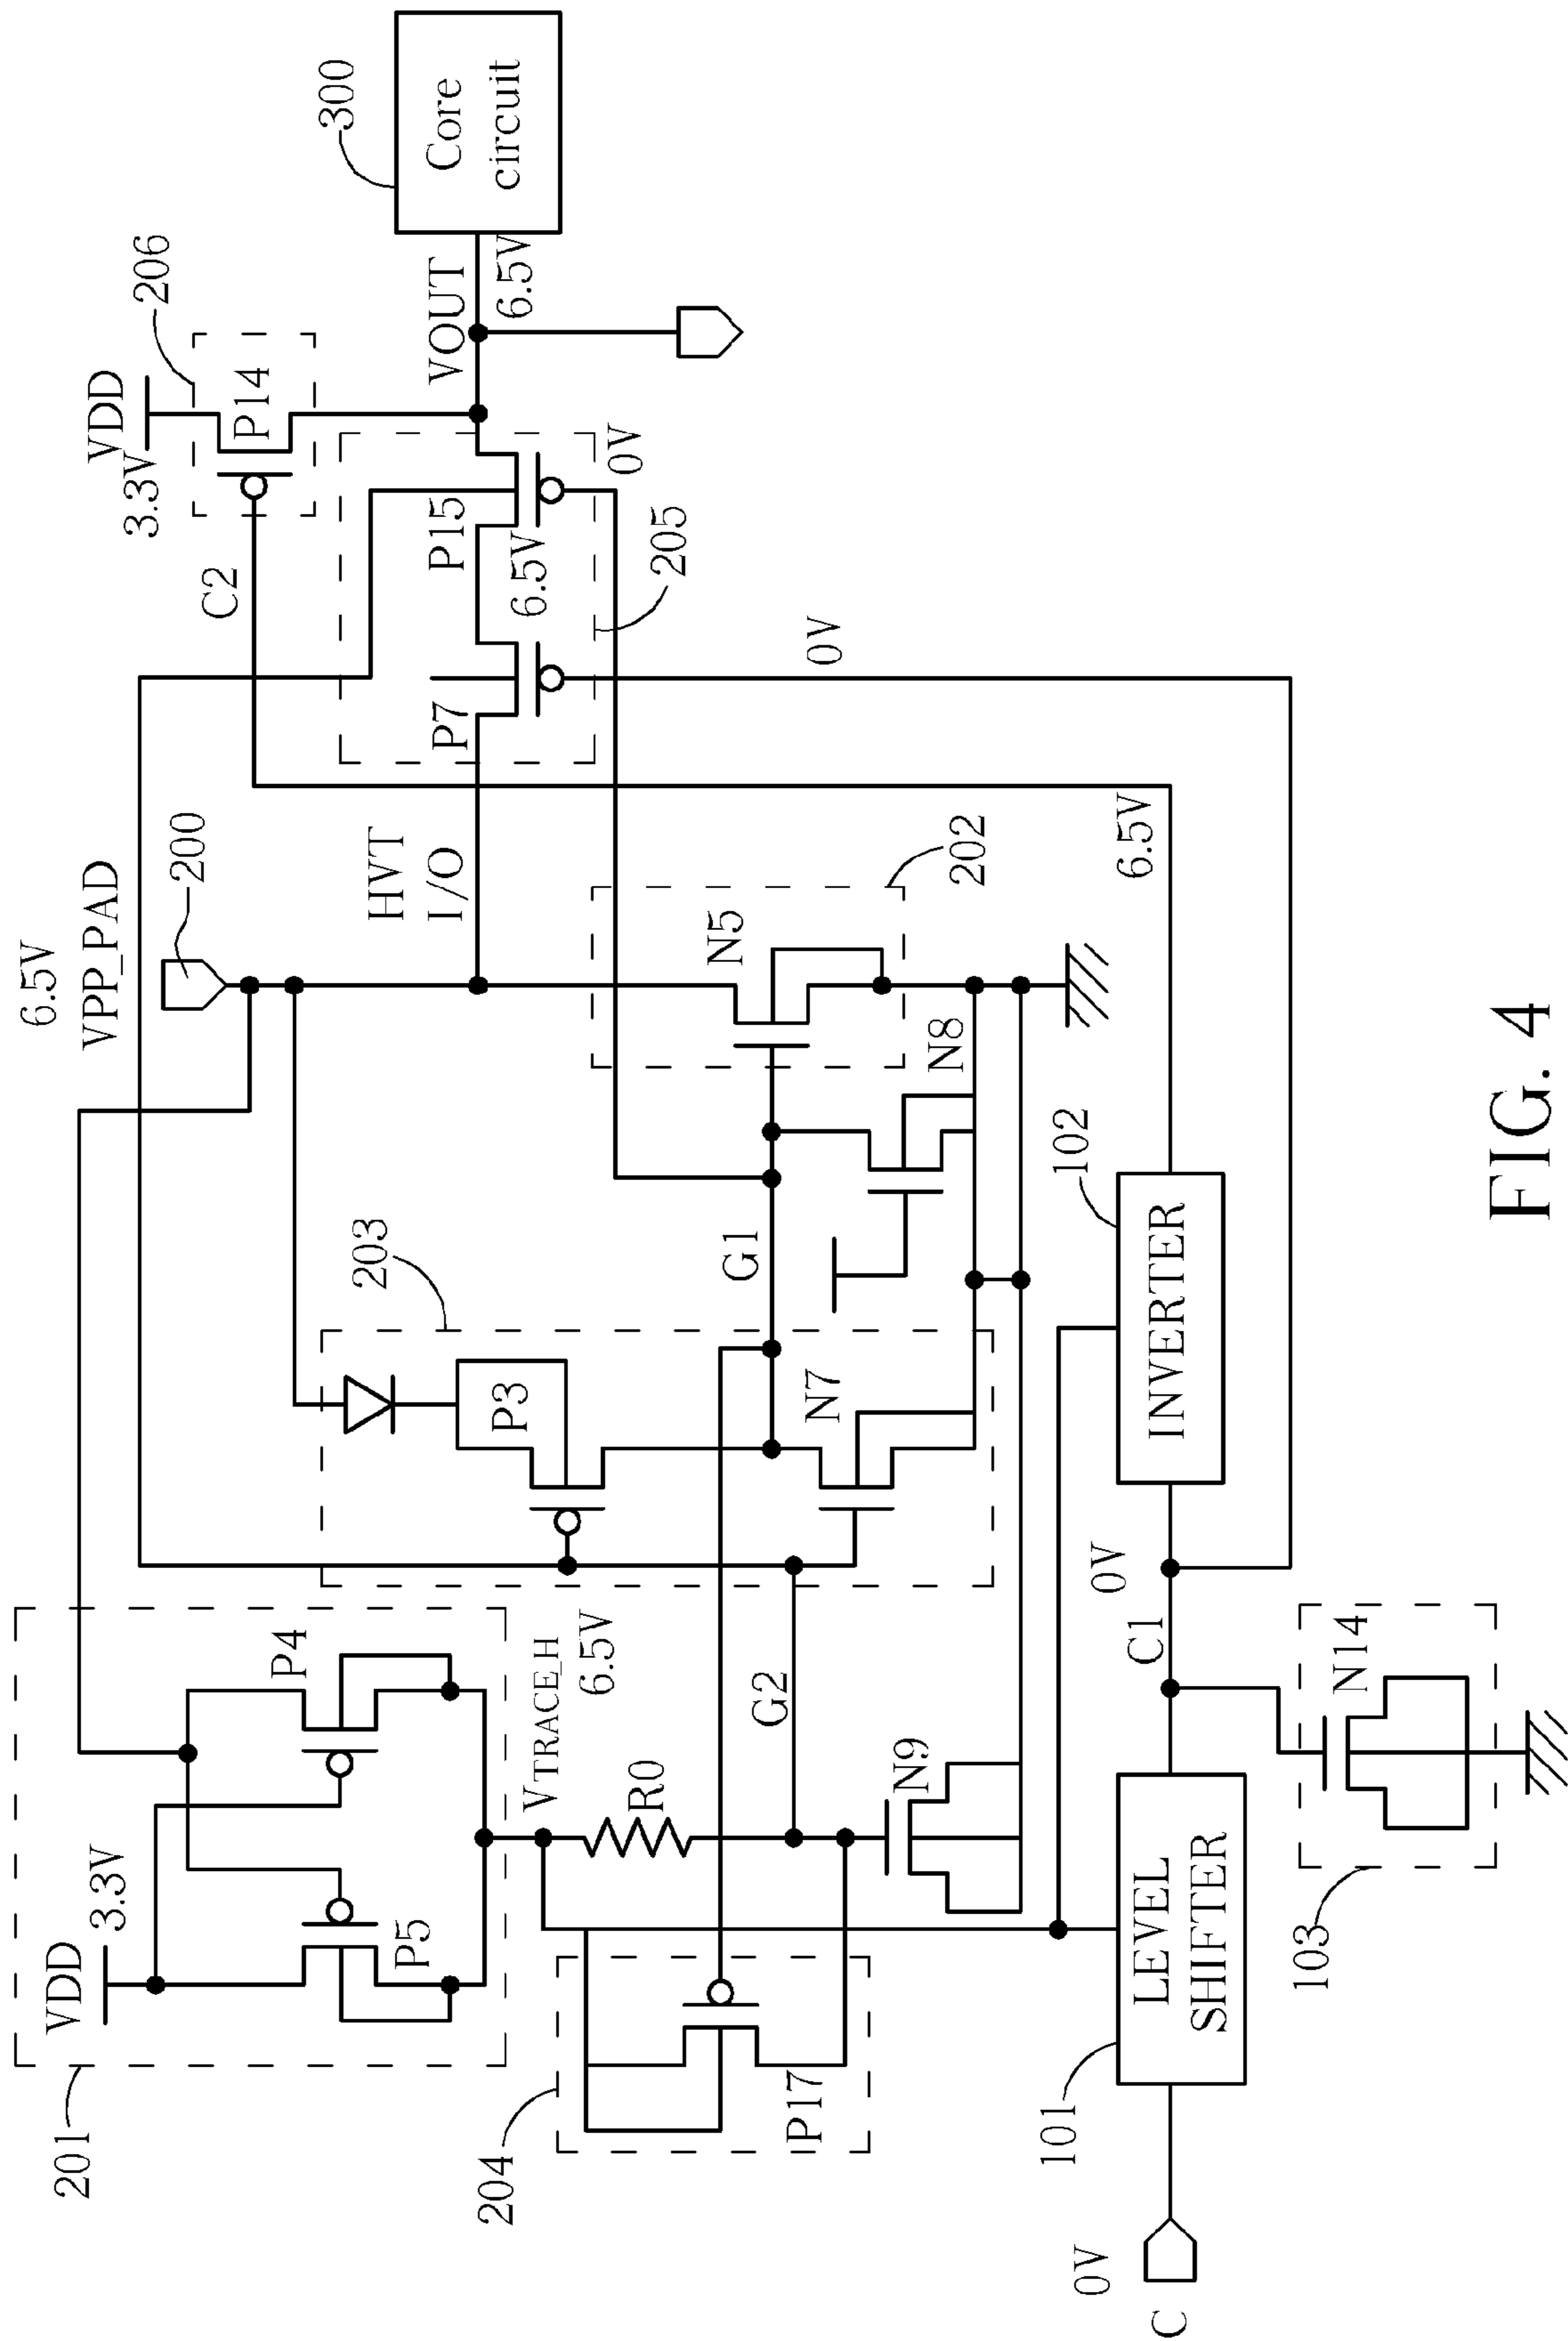 201
VDD
3.3V
P5
P4
VTRACE_H
6.5V
204
P17
R0
G2
N9
203
P3
N7
G1
N8
6.5V
VPP_PAD
200
HVT
I/O
N5
202
C2
P7
P15
6.5V
205
0V
0V
VDD
3.3V
P14
206
VOUT
6.5V
300
Core
circuit
C
0V
101
LEVEL
SHIFTER
103
N14
C1
0V
102
INVERTER
6.5V
FIG. 4